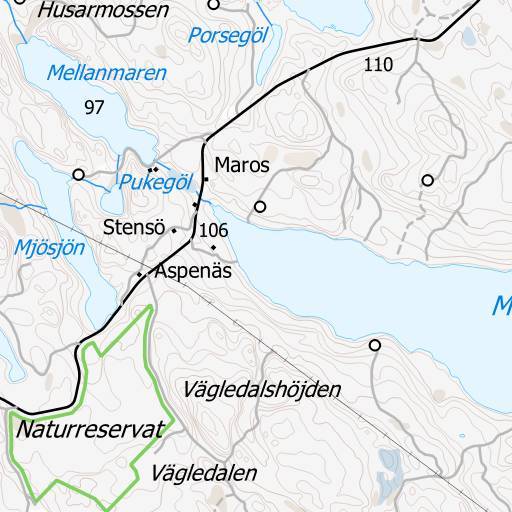 Husarmossen
Porsegöl
Mellanmaren
110
97
Maros
Pukegöl
Stensö
106
Mjösjön
Aspenäs
M
Vägledalshöjden
Naturreservat
Vägledalen